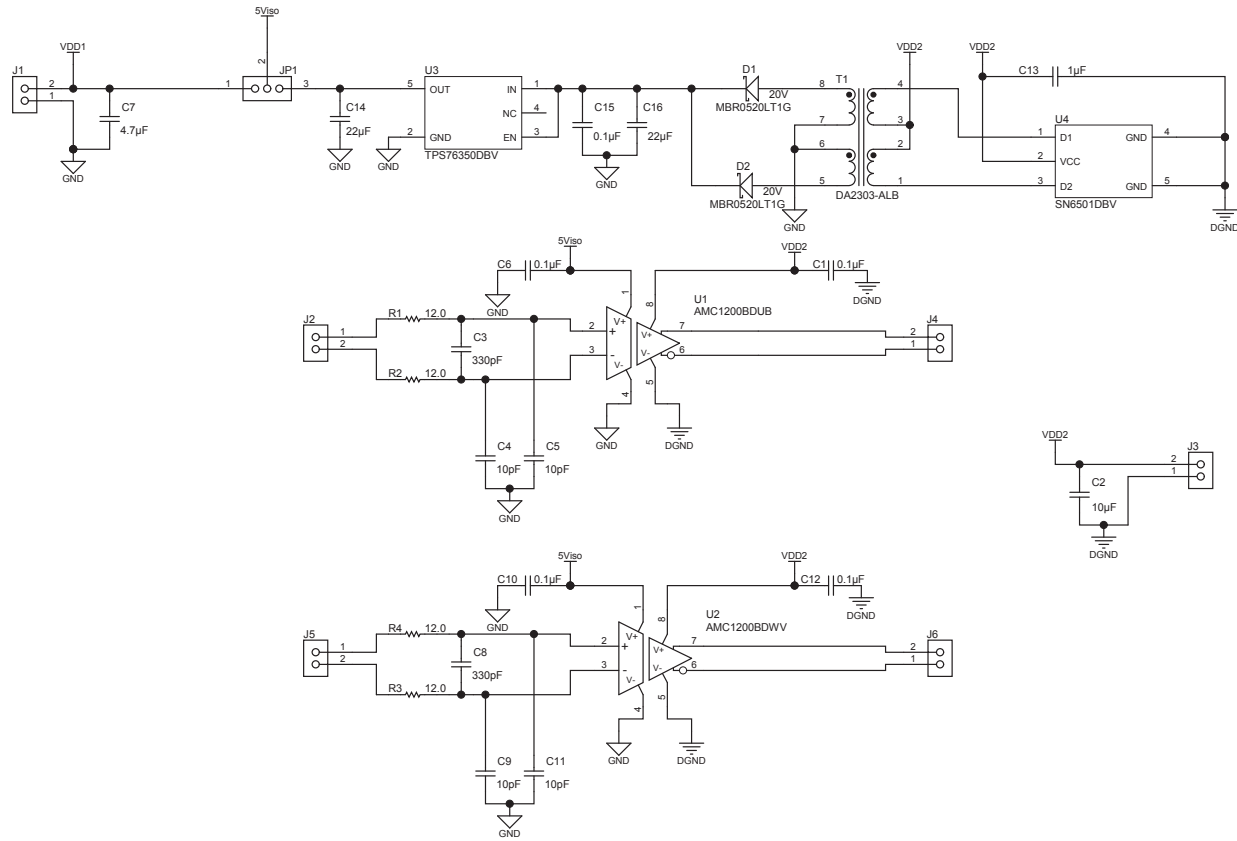 5Viso
VDD1
J1
2
1
C7
4.7µF
GND
1
2
JP1
3
C14
22µF
GND
5
U3
OUT
IN
NC
GND
EN
1
4
3
2
GND
TPS76350DBV
C15
0.1µF
C16
22µF
GND
D1
20V
MBR0520LT1G
D2
20V
MBR0520LT1G
8
T1
4
7
3
6
2
5
1
DA2303-ALB
GND
VDD2
VDD2
C13
1µF
U4
1
D1
GND
4
2
VCC
3
D2
GND
5
SN6501DBV
DGND
5Viso
C6
0.1µF
GND
VDD2
C1
0.1µF
DGND
1
8
U1
AMC1200BDUB
J2
1
2
R1
12.0
C3
330pF
R2
12.0
2
3
V+
+
-
V-
V+
V-
7
6
4
5
GND
DGND
J4
2
1
C4
10pF
C5
10pF
GND
VDD2
J3
2
1
C2
10µF
DGND
5Viso
C10
0.1µF
GND
VDD2
C12
0.1µF
DGND
1
8
U2
AMC1200BDWV
J5
1
2
R4
12.0
C8
330pF
R3
12.0
2
3
V+
+
-
V-
V+
V-
7
6
4
5
GND
DGND
J6
2
1
C9
10pF
C11
10pF
GND